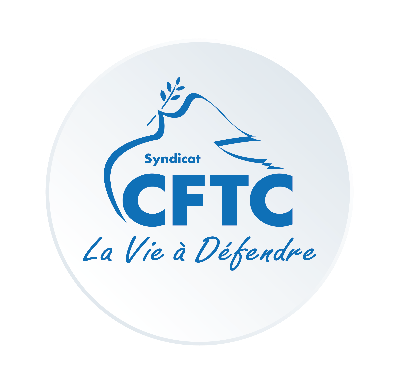 Syndicat
CFTC
La Vie à Défendre